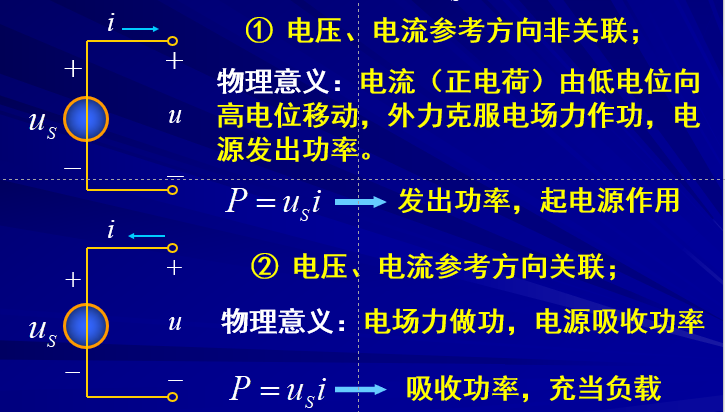 i
+
+
① 电压、电流参考方向非关联；
物理意义：电流（正电荷）由低电位向
高电位移动，外力克服电场力作功，电
源发出功率。
uS
u
−
−
P = uS i 发出功率，起电源作用
i
+
+
② 电压、电流参考方向关联；
uS
u
物理意义：电场力做功，电源吸收功率
−
−
P = uS i 吸收功率，充当负载